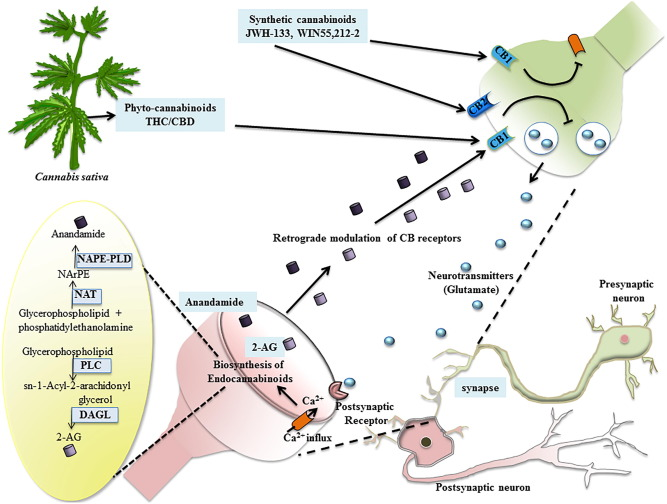 Synthetic cannabinoids
JWH-133, WIN55,212-2
CB1
CB2
CB1
Phyto-cannabinoids
THC/CBD
Cannabis sativa
Retrograde modulation of CB receptors
Neurotransmitters
(Glutamate)
Anandamide
NAPE-PLD
NArPE
NAT
Glycerophospholipid +
phosphatidylethanolamine
Glycerophospholipid
PLC
sn-1-Acyl-2-arachidonyl
glycerol
DAGL
2-AG
Anandamide
2-AG
Biosynthesis of
Endocannabinoids
Ca2+
Ca2+ influx
Postsynaptic
Receptor
Presynaptic
neuron
synapse
Postsynaptic neuron